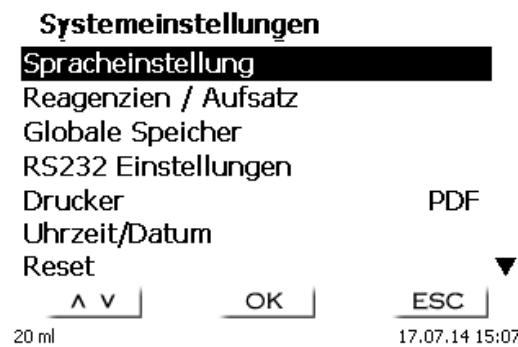 Systemeinstellungen
Spracheinstellung
Reagenzien / Aufsatz
Globale Speicher
RS232 Einstellungen
Drucker PDF
Uhrzeit/Datum
Reset ▼
∧ ∨ OK ESC
20 ml 17.07.14 15:07